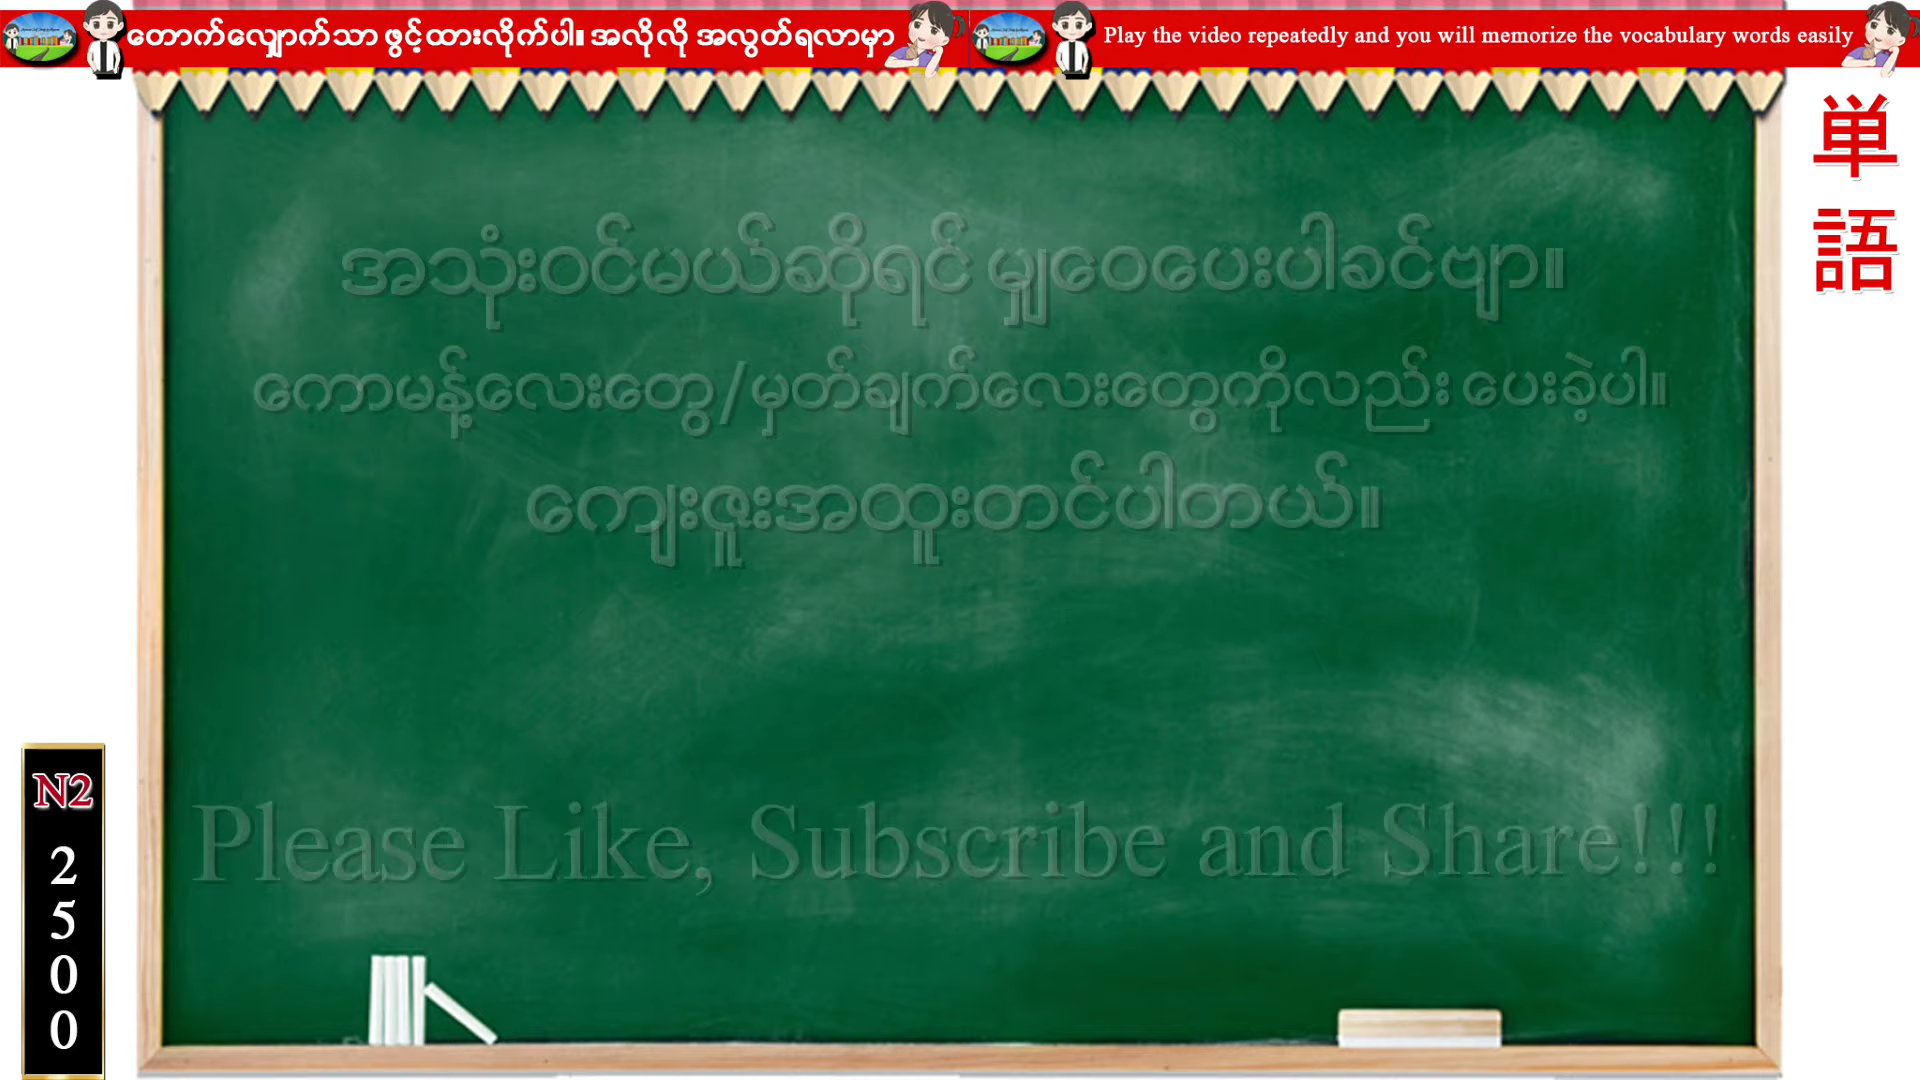 တောက်လျှောက်သာ ဖွင့်ထားလိုက်ပါ။ အလိုလို အလွတ်ရလာမှာ
Play the video repeatedly and you will memorize the vocabulary words easily
単語
အသုံးဝင်မယ်ဆိုရင် မျှဝေပေးပါခင်ဗျာ။
ကောမန့်လေးတွေ/မှတ်ချက်လေးတွေကိုလည်း ပေးခဲ့ပါ။
ကျေးဇူးအထူးတင်ပါတယ်။
N2
2500
Please Like, Subscribe and Share!!!